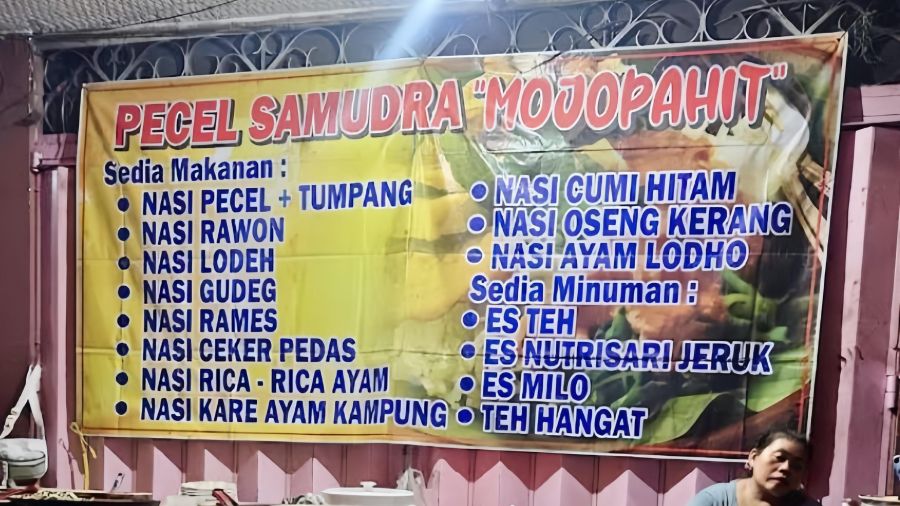 PECEL SAMUDRA "MOJOPAHIT"
Sedia Makanan :
• NASI PECEL + TUMPANG
• NASI RAWON
• NASI LODEH
• NASI GUDEG
• NASI RAMES
• NASI CEKER PEDAS
• NASI RICA - RICA AYAM
• NASI KARE AYAM KAMPUNG
• NASI CUMI HITAM
• NASI OSENG KERANG
• NASI AYAM LODHO
Sedia Minuman :
• ES TEH
• ES NUTRISARI JERUK
• ES MILO
• TEH HANGAT